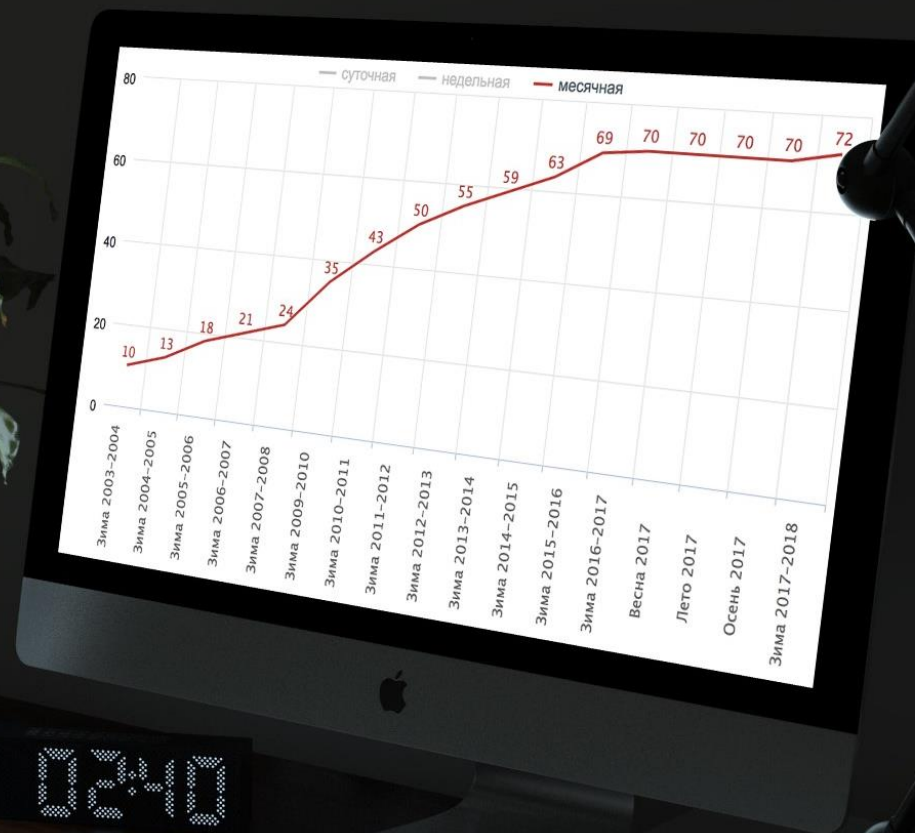 суточная недельная месячная
80
60
40
20
0
10 13 18 21 24 35 43 50 55 59 63 69 70 70 70 70 72
Зима 2003–2004
Зима 2004–2005
Зима 2005–2006
Зима 2006–2007
Зима 2007–2008
Зима 2009–2010
Зима 2010–2011
Зима 2011–2012
Зима 2012–2013
Зима 2013–2014
Зима 2014–2015
Зима 2015–2016
Зима 2016–2017
Весна 2017
Лето 2017
Осень 2017
Зима 2017–2018
02:40